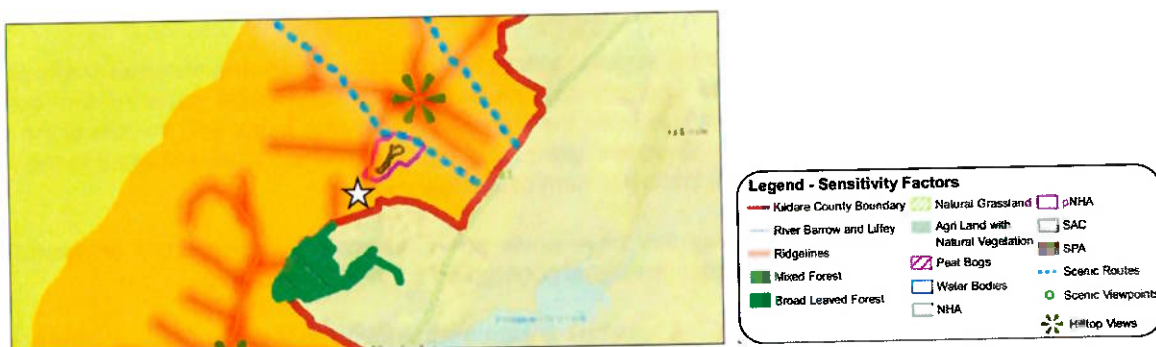 Legend - Sensitivity Factors
Kildare County Boundary
River Barrow and Liffey
Ridgelines
Mixed Forest
Broad Leaved Forest
Natural Grassland
Agri Land with
Natural Vegetation
Peat Bogs
Water Bodies
NHA
pNHA
SAC
SPA
Scenic Routes
Scenic Viewpoints
Hilltop Views